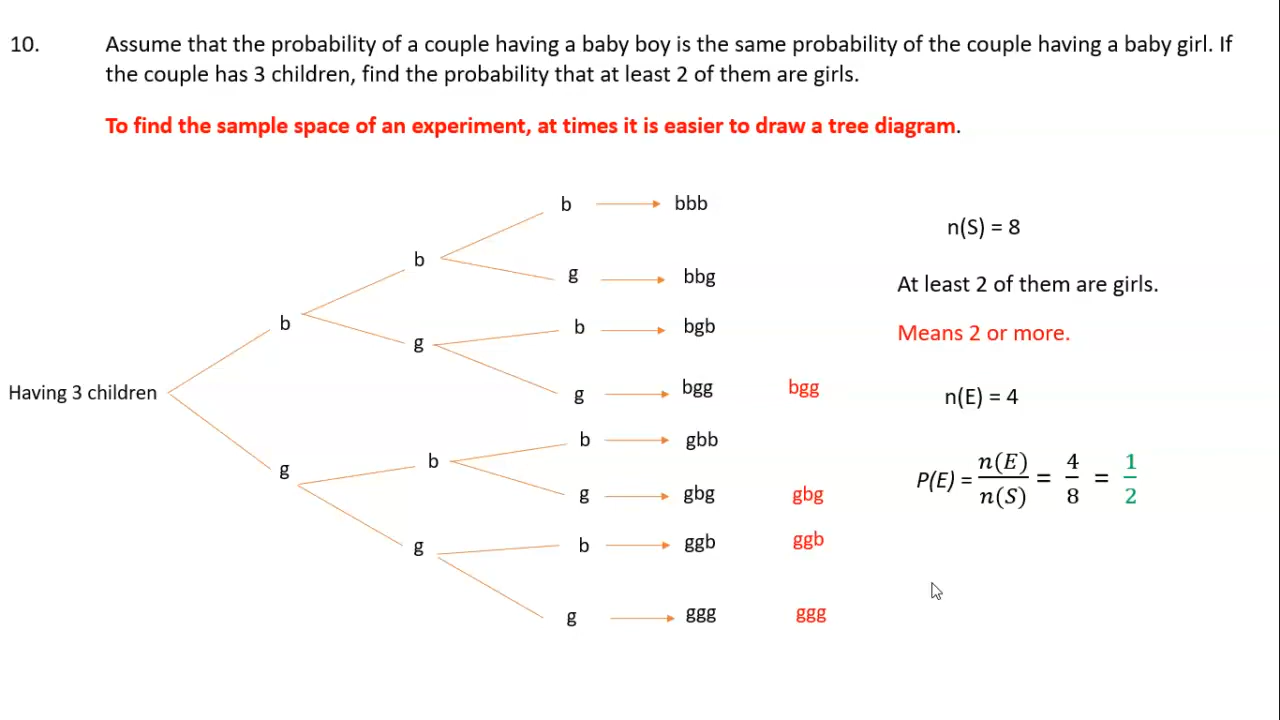 10. Assume that the probability of a couple having a baby boy is the same probability of the couple having a baby girl. If
the couple has 3 children, find the probability that at least 2 of them are girls.
To find the sample space of an experiment, at times it is easier to draw a tree diagram.
b bbb
n(S) = 8
b
g bbg
At least 2 of them are girls.
b
b bgb
Means 2 or more.
g
Having 3 children
g bgg bgg
n(E) = 4
b gbb
b
g
P(E) = n(E)/n(S) = 4/8 = 1/2
g gbg gbg
g
b ggb ggb
g ggg ggg